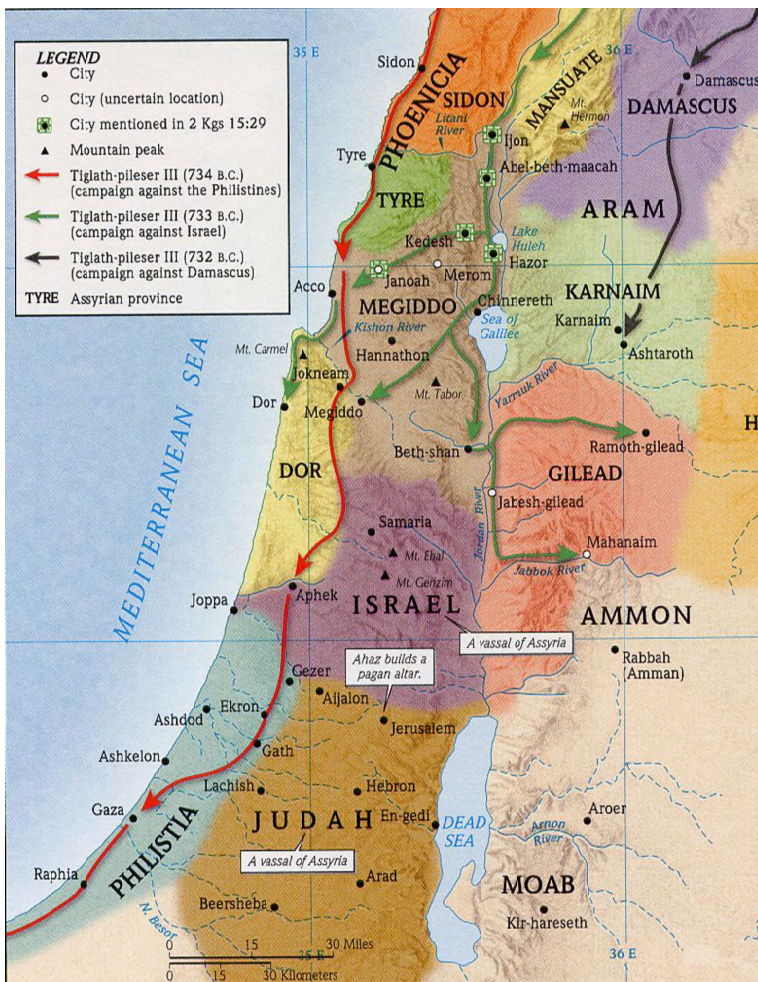 LEGEND
City
City (uncertain location)
City mentioned in 2 Kgs 15:29
Mountain peak
Tiglath-pileser III (734 B.C.)
(campaign against the Philistines)
Tiglath-pileser III (733 B.C.)
(campaign against Israel)
Tiglath-pileser III (732 B.C.)
(campaign against Damascus)
TYRE Assyrian province
35 E
36 E
Sidon
PHOENICIA
SIDON
MANSUATE
Mt.
Hermon
Damascus
DAMASCUS
Litani
River
Ijon
Tyre
Abel-beth-maacah
TYRE
ARAM
Kedesh
Lake
Huleh
Hazor
Janoah
Merom
Acco
MEGIDDO
Chinnereth
KARNAIM
Kishon River
Sea of
Galilee
Karnaim
Hannathon
Ashtaroth
Mt. Carmel
Jokneam
Mt. Tabor
Yarmuk River
Dor
Megiddo
MEDITERRANEAN SEA
Beth-shan
Ramoth-gilead
H
DOR
GILEAD
Jabesh-gilead
Jordan River
Samaria
Mt. Ebal
Mahanaim
Mt. Gerizim
Jabbok River
Joppa
Aphek
ISRAEL
AMMON
A vassal of Assyria
Ahaz builds a
pagan altar.
Rabbah
(Amman)
Gezer
Aijalon
Ekron
Ashdod
Jerusalem
Gath
Ashkelon
Lachish
Hebron
Gaza
JUDAH
En-gedi
DEAD
SEA
Aroer
Arnon
River
PHILISTIA
A vassal of Assyria
Raphia
Arad
MOAB
Beersheba
Kir-hareseth
N. Besor
0 15 30 Miles
35 E
36 E
0 15 30 Kilometers